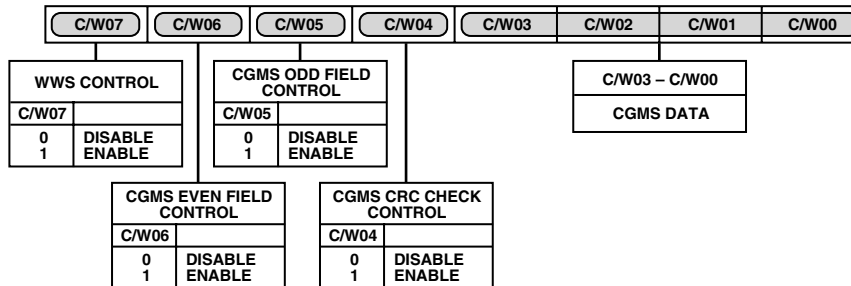 C/W07 C/W06 C/W05 C/W04 C/W03 C/W02 C/W01 C/W00
WWS CONTROL
C/W07
0 DISABLE
1 ENABLE
CGMS ODD FIELD
CONTROL
C/W05
0 DISABLE
1 ENABLE
C/W03 – C/W00
CGMS DATA
CGMS EVEN FIELD
CONTROL
C/W06
0 DISABLE
1 ENABLE
CGMS CRC CHECK
CONTROL
C/W04
0 DISABLE
1 ENABLE